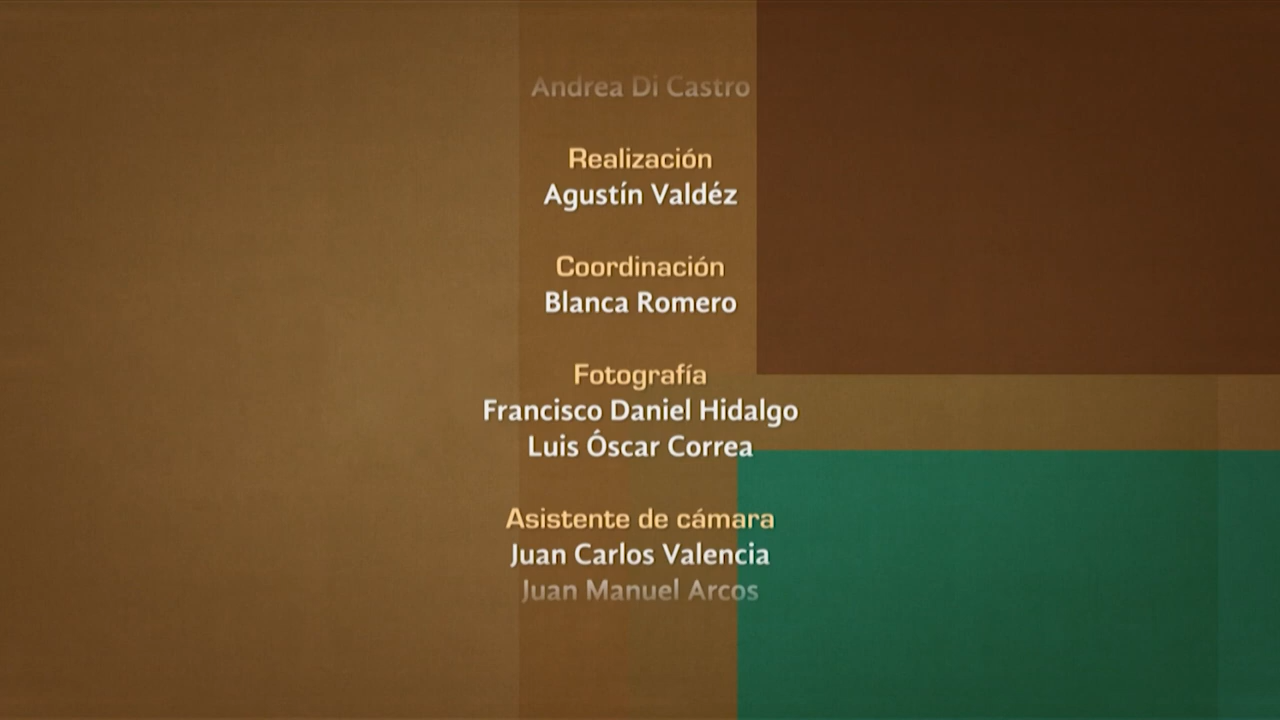 Andrea Di Castro
Realización
Agustín Valdéz
Coordinación
Blanca Romero
Fotografía
Francisco Daniel Hidalgo
Luis Óscar Correa
Asistente de cámara
Juan Carlos Valencia
Juan Manuel Arcos